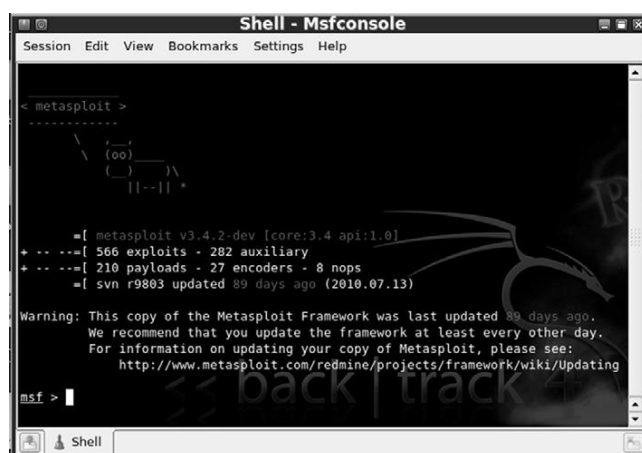 Shell - Msfconsole
Session Edit View Bookmarks Settings Help
____________
< metasploit >
------------
       \   ,__,
        \  (oo)____
           (__)    )\
              ||--|| *
=[ metasploit v3.4.2-dev [core:3.4 api:1.0]
+ -- --=[ 566 exploits - 282 auxiliary
+ -- --=[ 210 payloads - 27 encoders - 8 nops
=[ svn r9803 updated 89 days ago (2010.07.13)
Warning: This copy of the Metasploit Framework was last updated 89 days ago.
We recommend that you update the framework at least every other day.
For information on updating your copy of Metasploit, please see:
http://www.metasploit.com/redmine/projects/framework/wiki/Updating
<< back | track 4
msf >
Shell